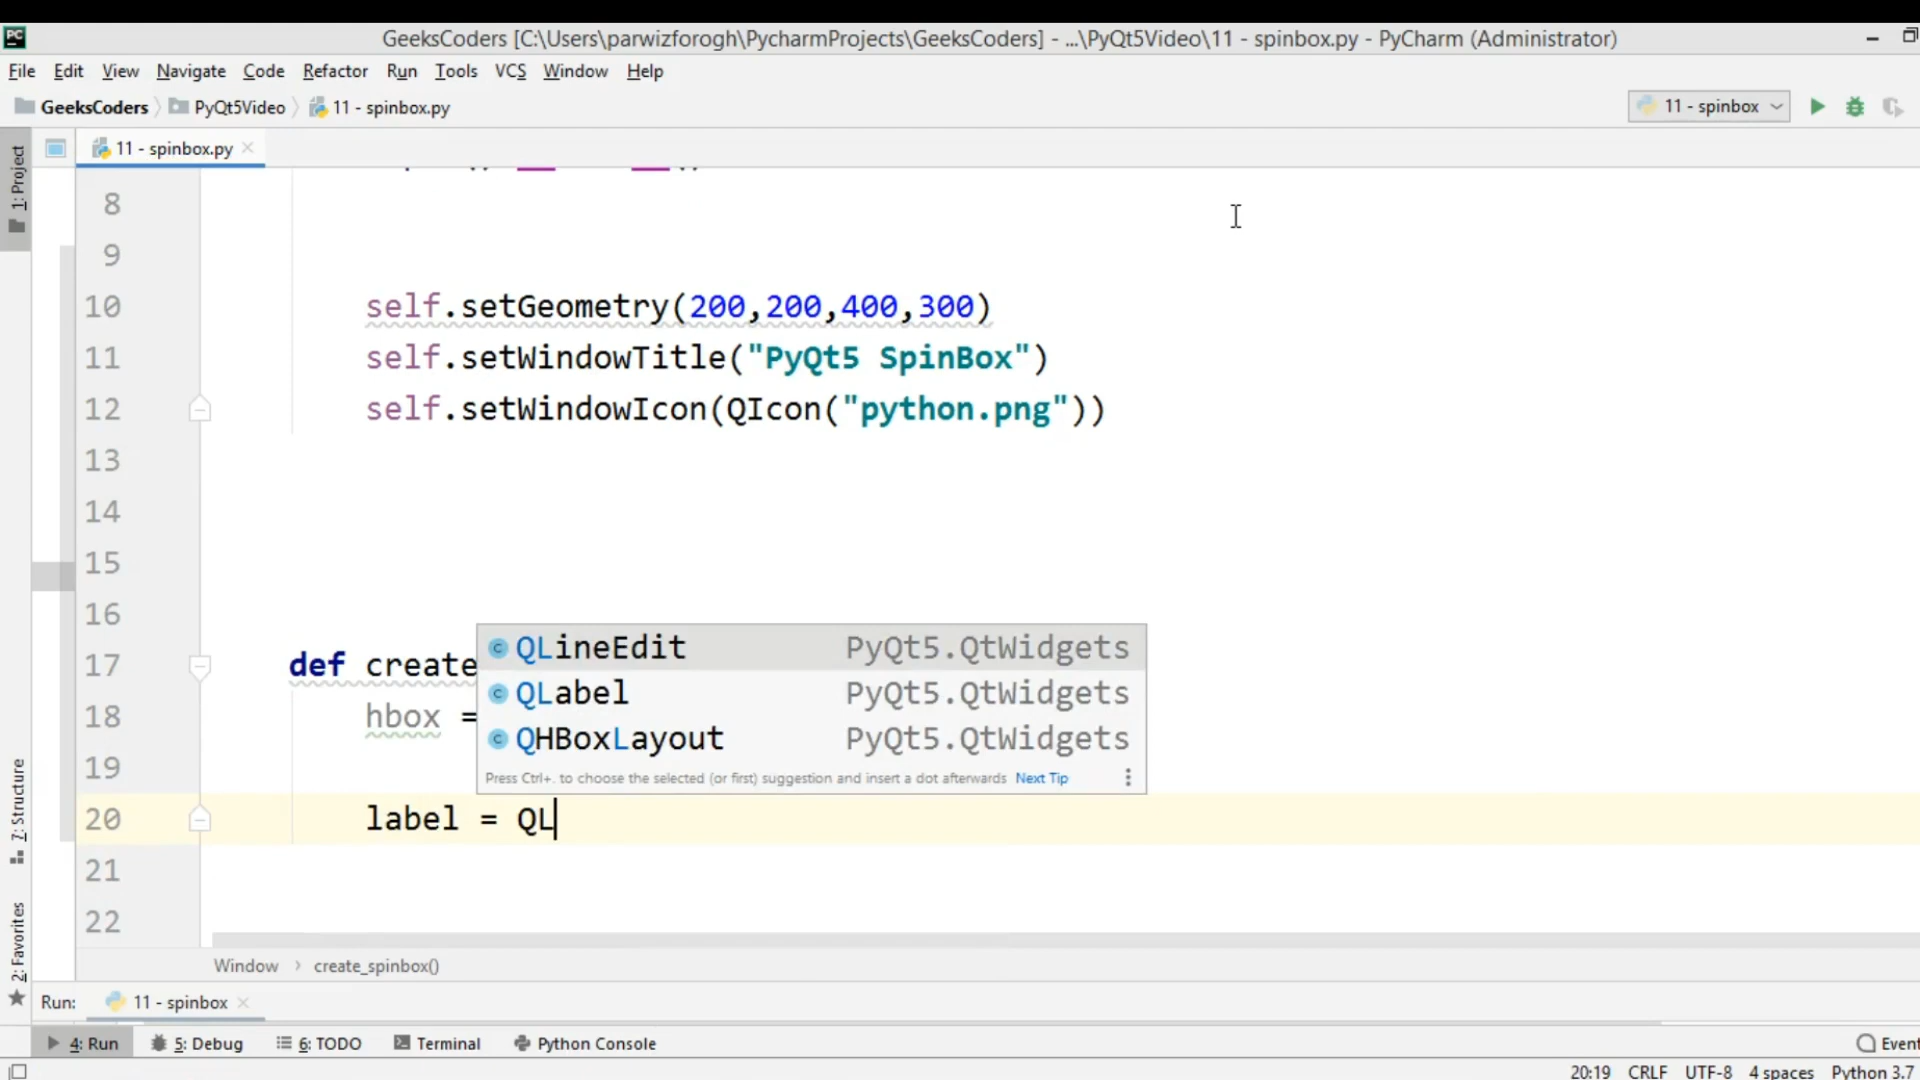 GeeksCoders [C:\Users\parwizforogh\PycharmProjects\GeeksCoders] - ...\PyQt5Video\11 - spinbox.py - PyCharm (Administrator)
File Edit View Navigate Code Refactor Run Tools VCS Window Help
GeeksCoders PyQt5Video 11 - spinbox.py
11 - spinbox
11 - spinbox.py
1: Project
8
9
10 self.setGeometry(200,200,400,300)
11 self.setWindowTitle("PyQt5 SpinBox")
12 self.setWindowIcon(QIcon("python.png"))
13
14
15
16
17 def create
18 hbox =
19
20 label = QL
21
22
QLineEdit PyQt5.QtWidgets
QLabel PyQt5.QtWidgets
QHBoxLayout PyQt5.QtWidgets
Press Ctrl+. to choose the selected (or first) suggestion and insert a dot afterwards Next Tip
7: Structure
2: Favorites
Window › create_spinbox()
Run: 11 - spinbox
4: Run 5: Debug 6: TODO Terminal Python Console Event
20:19 CRLF UTF-8 4 spaces Python 3.7